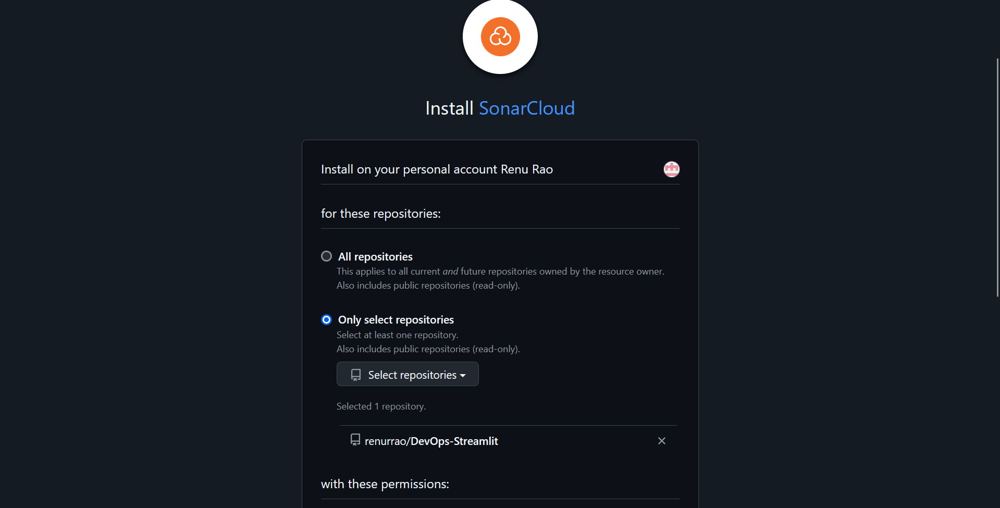 Install SonarCloud
Install on your personal account Renu Rao
for these repositories:
All repositories
This applies to all current and future repositories owned by the resource owner.
Also includes public repositories (read-only).
Only select repositories
Select at least one repository.
Also includes public repositories (read-only).
Select repositories
Selected 1 repository.
renurrao/DevOps-Streamlit
with these permissions: